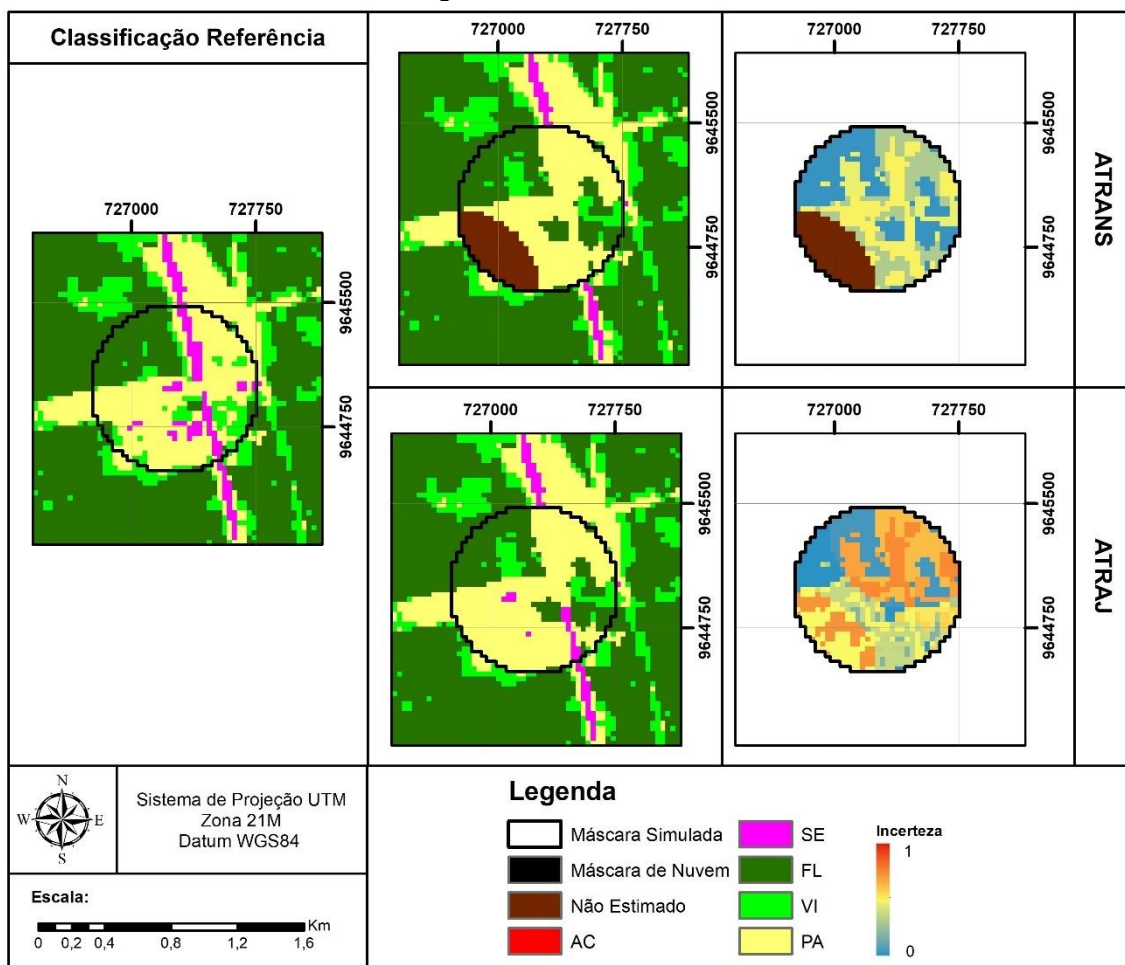 Classificação Referência
727000 727750
9645500
9644750
727000 727750
9645500
9644750
727000 727750
9645500
9644750
ATRANS
727000 727750
9645500
9644750
727000 727750
9645500
9644750
ATRAJ
N
W E
S
Sistema de Projeção UTM
Zona 21M
Datum WGS84
Escala:
Km
0 0,2 0,4 0,8 1,2 1,6
Legenda
Máscara Simulada
Máscara de Nuvem
Não Estimado
AC
SE
FL
VI
PA
Incerteza
1
0